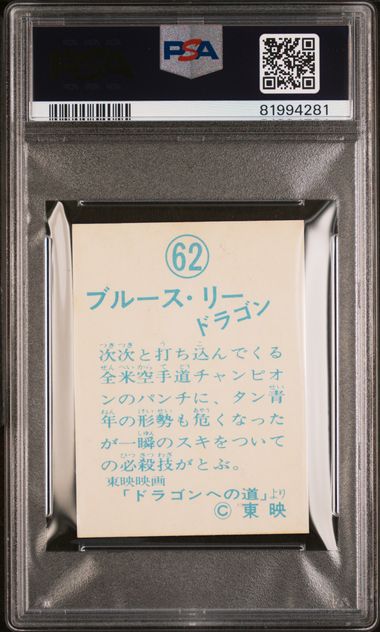 PSA
81994281
62
ブルース・リー
ドラゴン
次次と打ち込んでくる
全米空手道チャンピオ
ンのパンチに、タン青
年の形勢も危くなった
が一瞬のスキをついて
の必殺技がとぶ。
東映映画
「ドラゴンへの道」より
© 東映